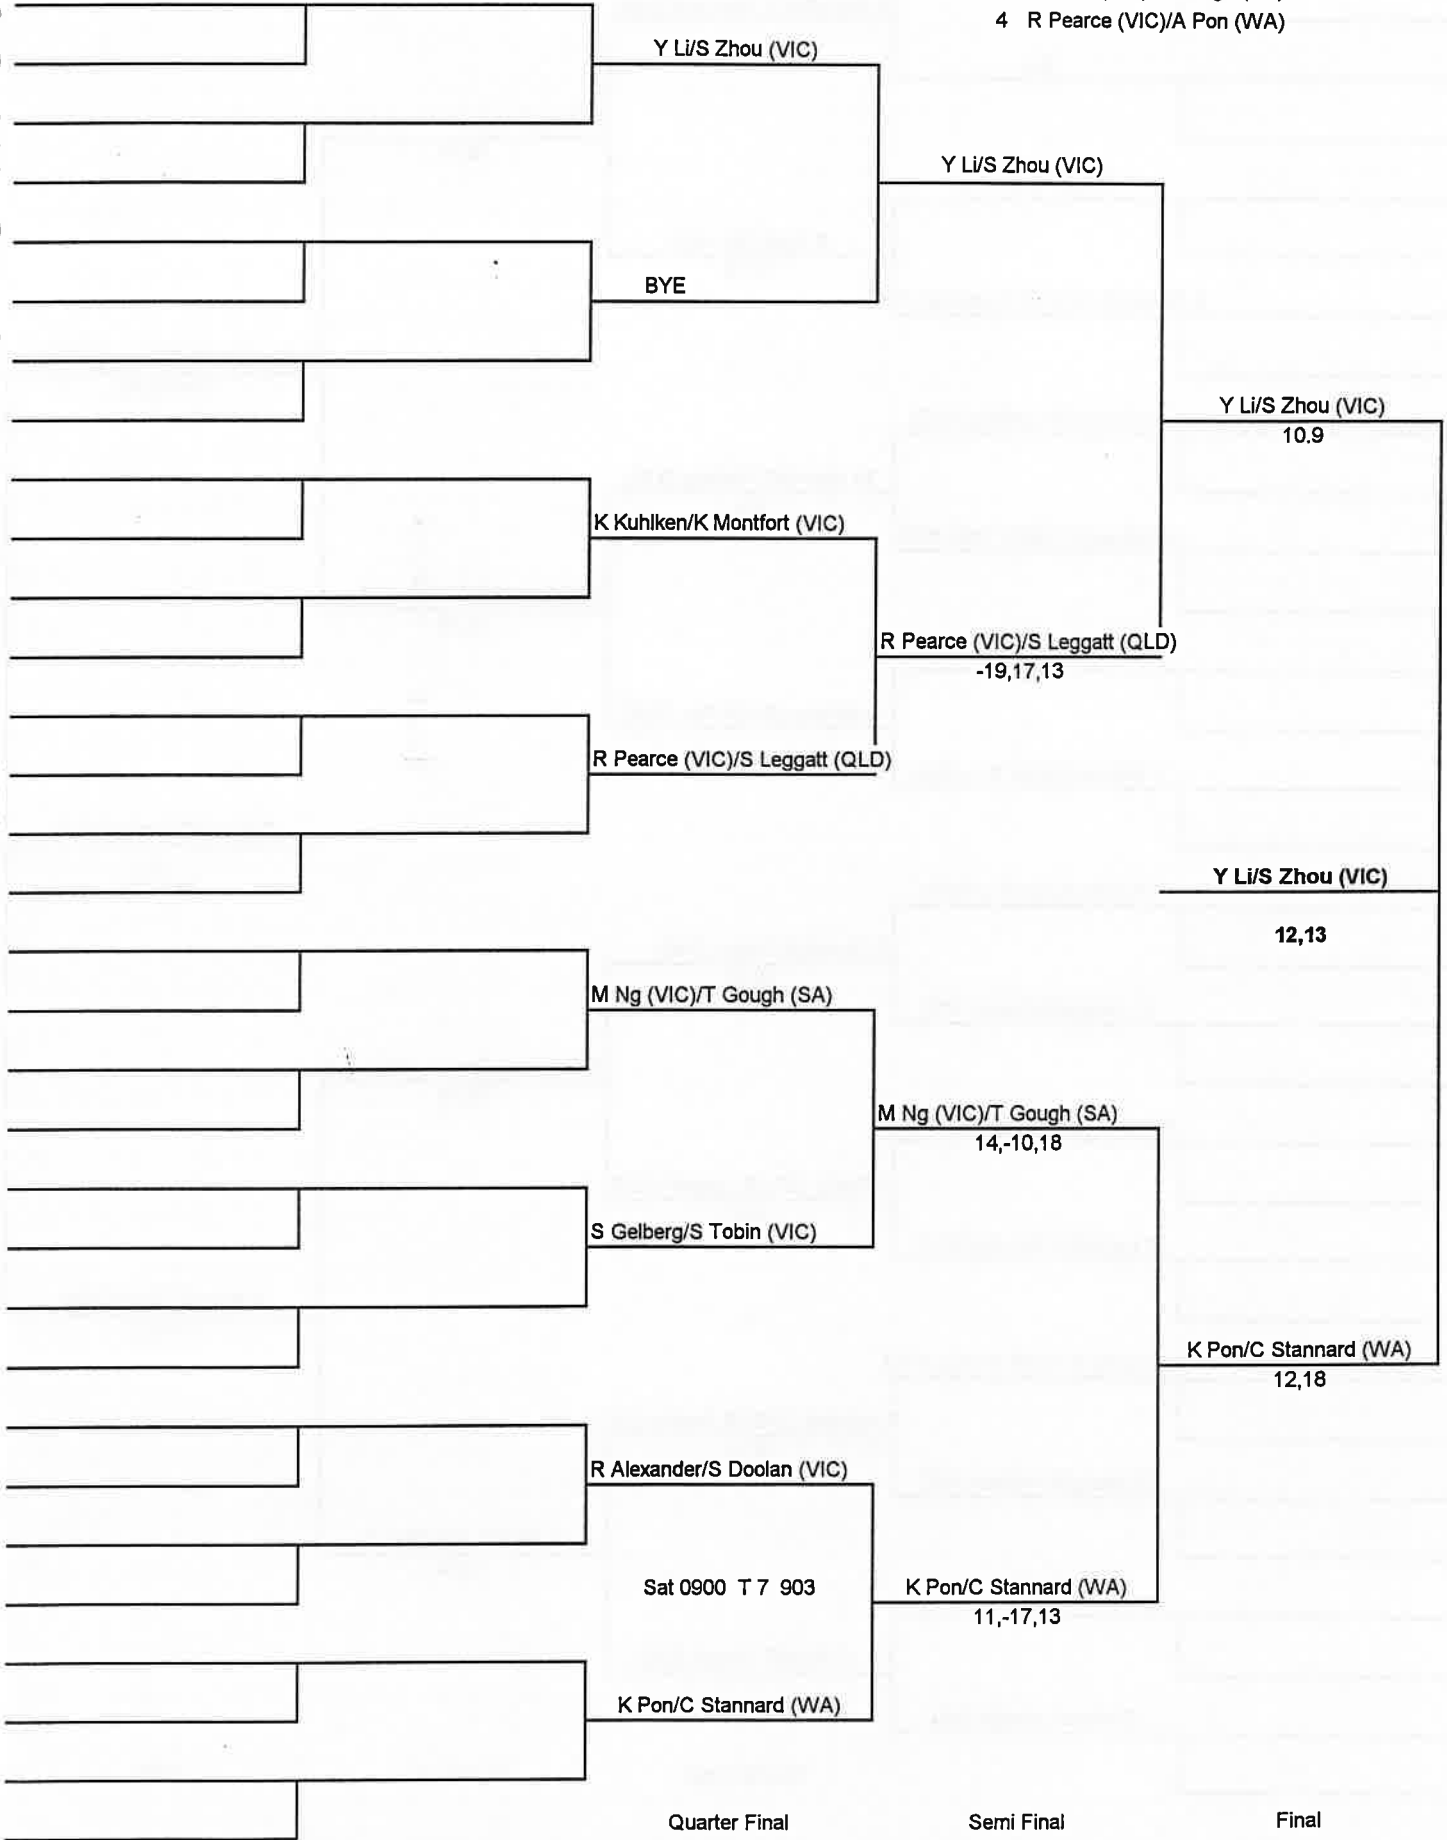 4 R Pearce (VIC)/A Pon (WA)
Y Li/S Zhou (VIC)
Y Li/S Zhou (VIC)
BYE
Y Li/S Zhou (VIC)
10.9
K Kuhlken/K Montfort (VIC)
R Pearce (VIC)/S Leggatt (QLD)
-19,17,13
R Pearce (VIC)/S Leggatt (QLD)
Y Li/S Zhou (VIC)
12,13
M Ng (VIC)/T Gough (SA)
M Ng (VIC)/T Gough (SA)
14,-10,18
S Gelberg/S Tobin (VIC)
K Pon/C Stannard (WA)
12,18
R Alexander/S Doolan (VIC)
Sat 0900 T 7 903
K Pon/C Stannard (WA)
11,-17,13
K Pon/C Stannard (WA)
Quarter Final Semi Final Final